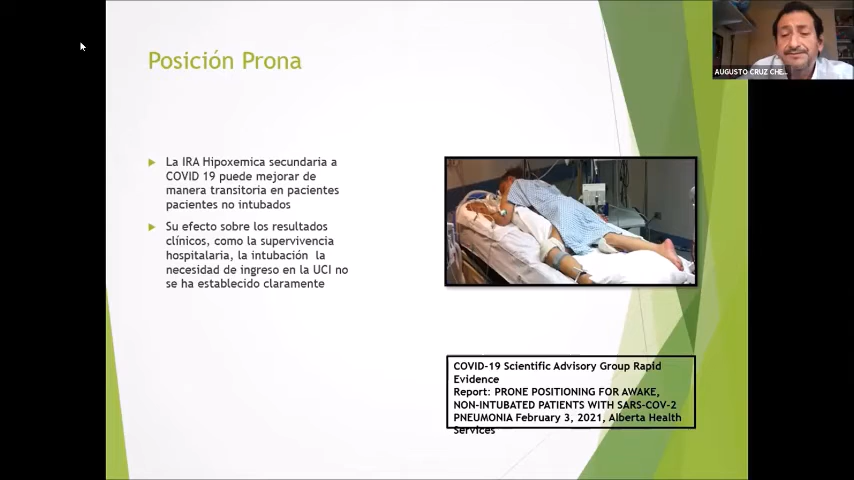 Posición Prona
La IRA Hipoxemica secundaria a
COVID 19 puede mejorar de
manera transitoria en pacientes
pacientes no intubados
Su efecto sobre los resultados
clínicos, como la supervivencia
hospitalaria, la intubación la
necesidad de ingreso en la UCI no
se ha establecido claramente
COVID-19 Scientific Advisory Group Rapid
Evidence
Report: PRONE POSITIONING FOR AWAKE,
NON-INTUBATED PATIENTS WITH SARS-COV-2
PNEUMONIA February 3, 2021, Alberta Health
Services
AUGUSTO CRUZ CHE...